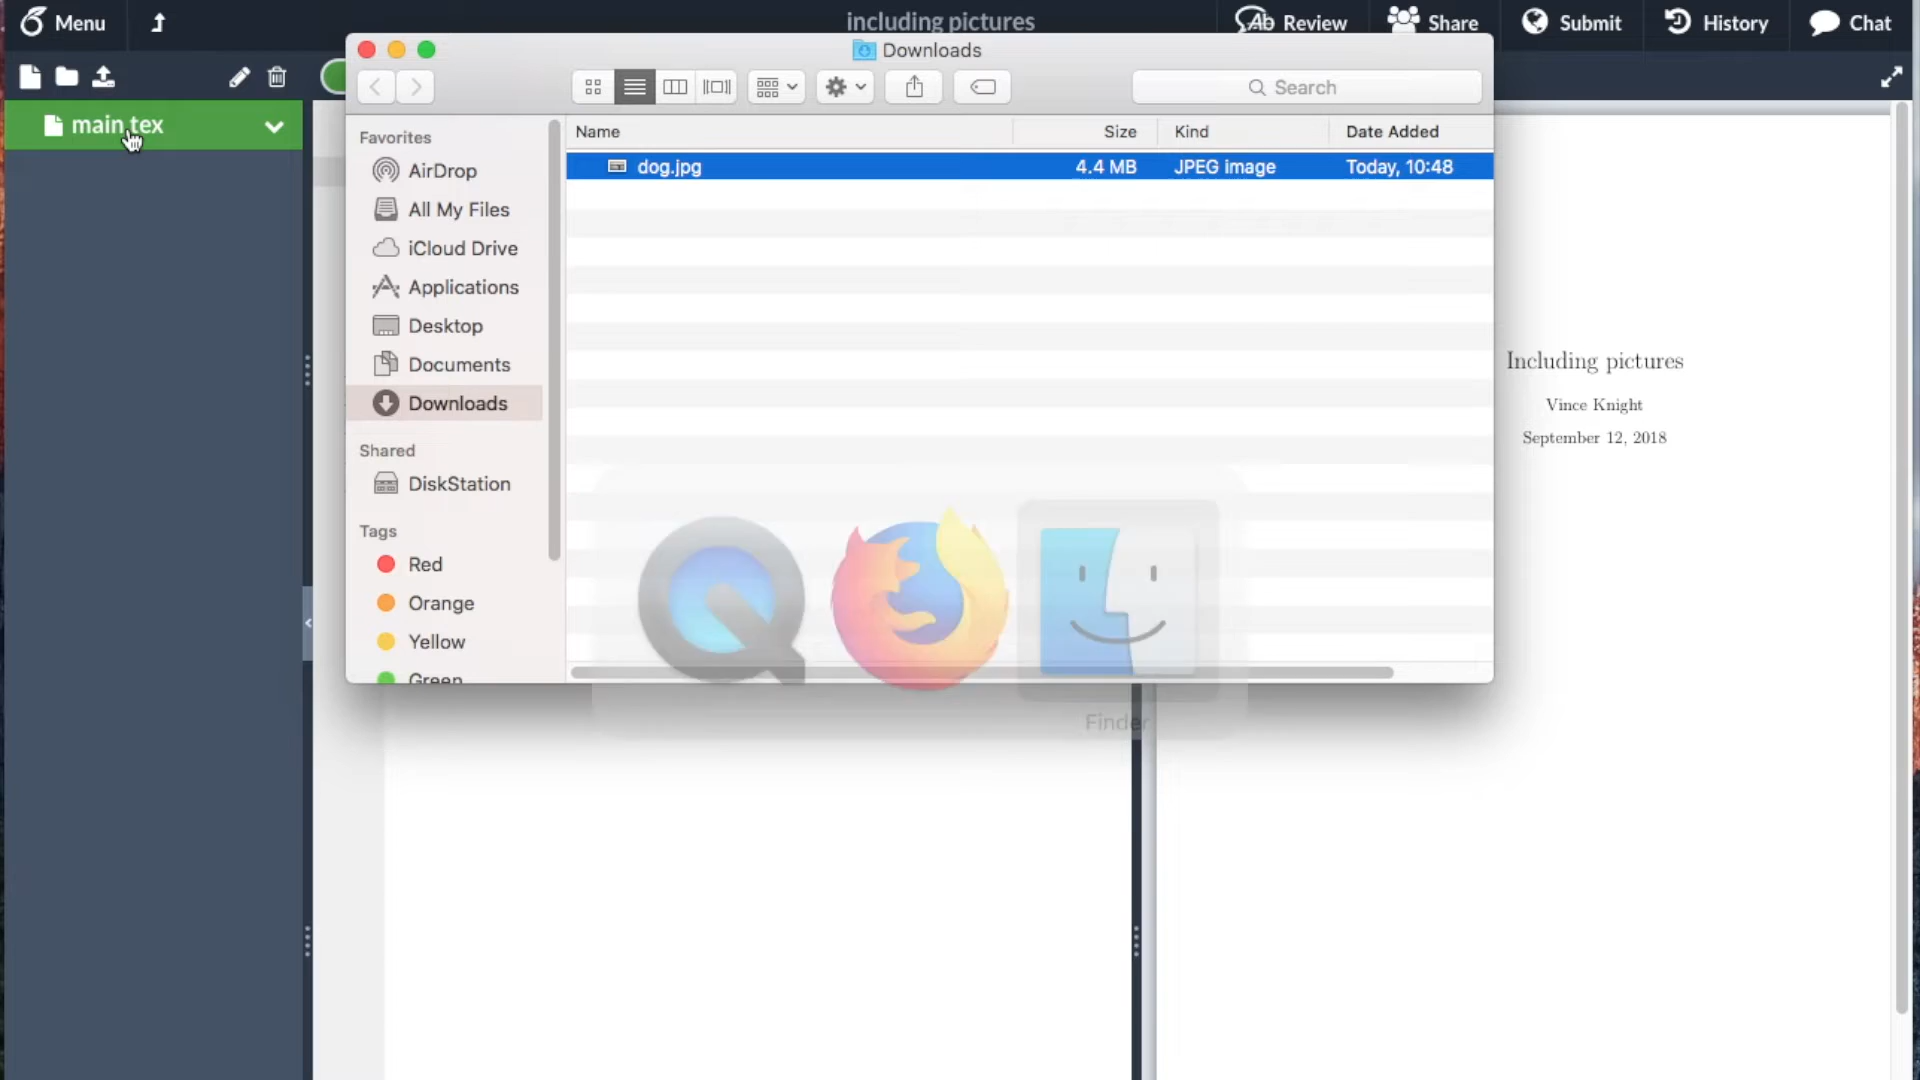 Menu
including pictures
Review
Share
Submit
History
Chat
main.tex
Downloads
Search
Favorites
AirDrop
All My Files
iCloud Drive
Applications
Desktop
Documents
Downloads
Shared
DiskStation
Tags
Red
Orange
Yellow
Green
Name Size Kind Date Added
dog.jpg 4.4 MB JPEG image Today, 10:48
Including pictures
Vince Knight
September 12, 2018
Finder